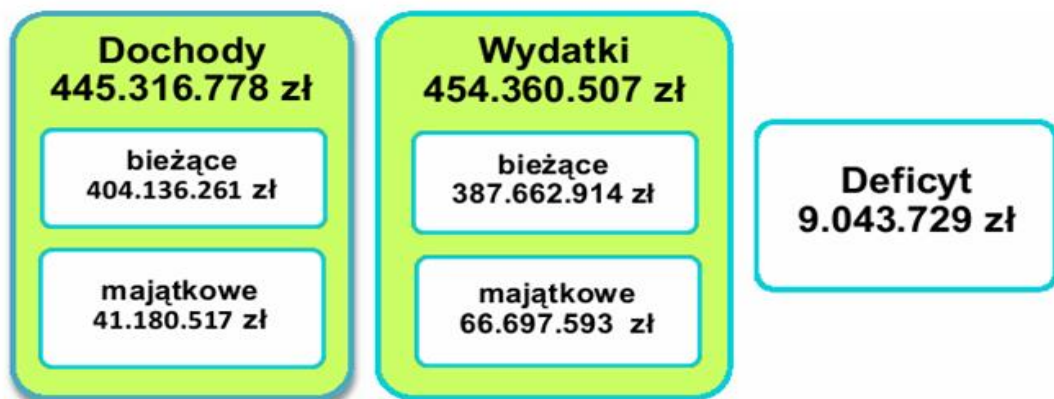 Dochody
445.316.778 zł
bieżące
404.136.261 zł
majątkowe
41.180.517 zł
Wydatki
454.360.507 zł
bieżące
387.662.914 zł
majątkowe
66.697.593 zł
Deficyt
9.043.729 zł